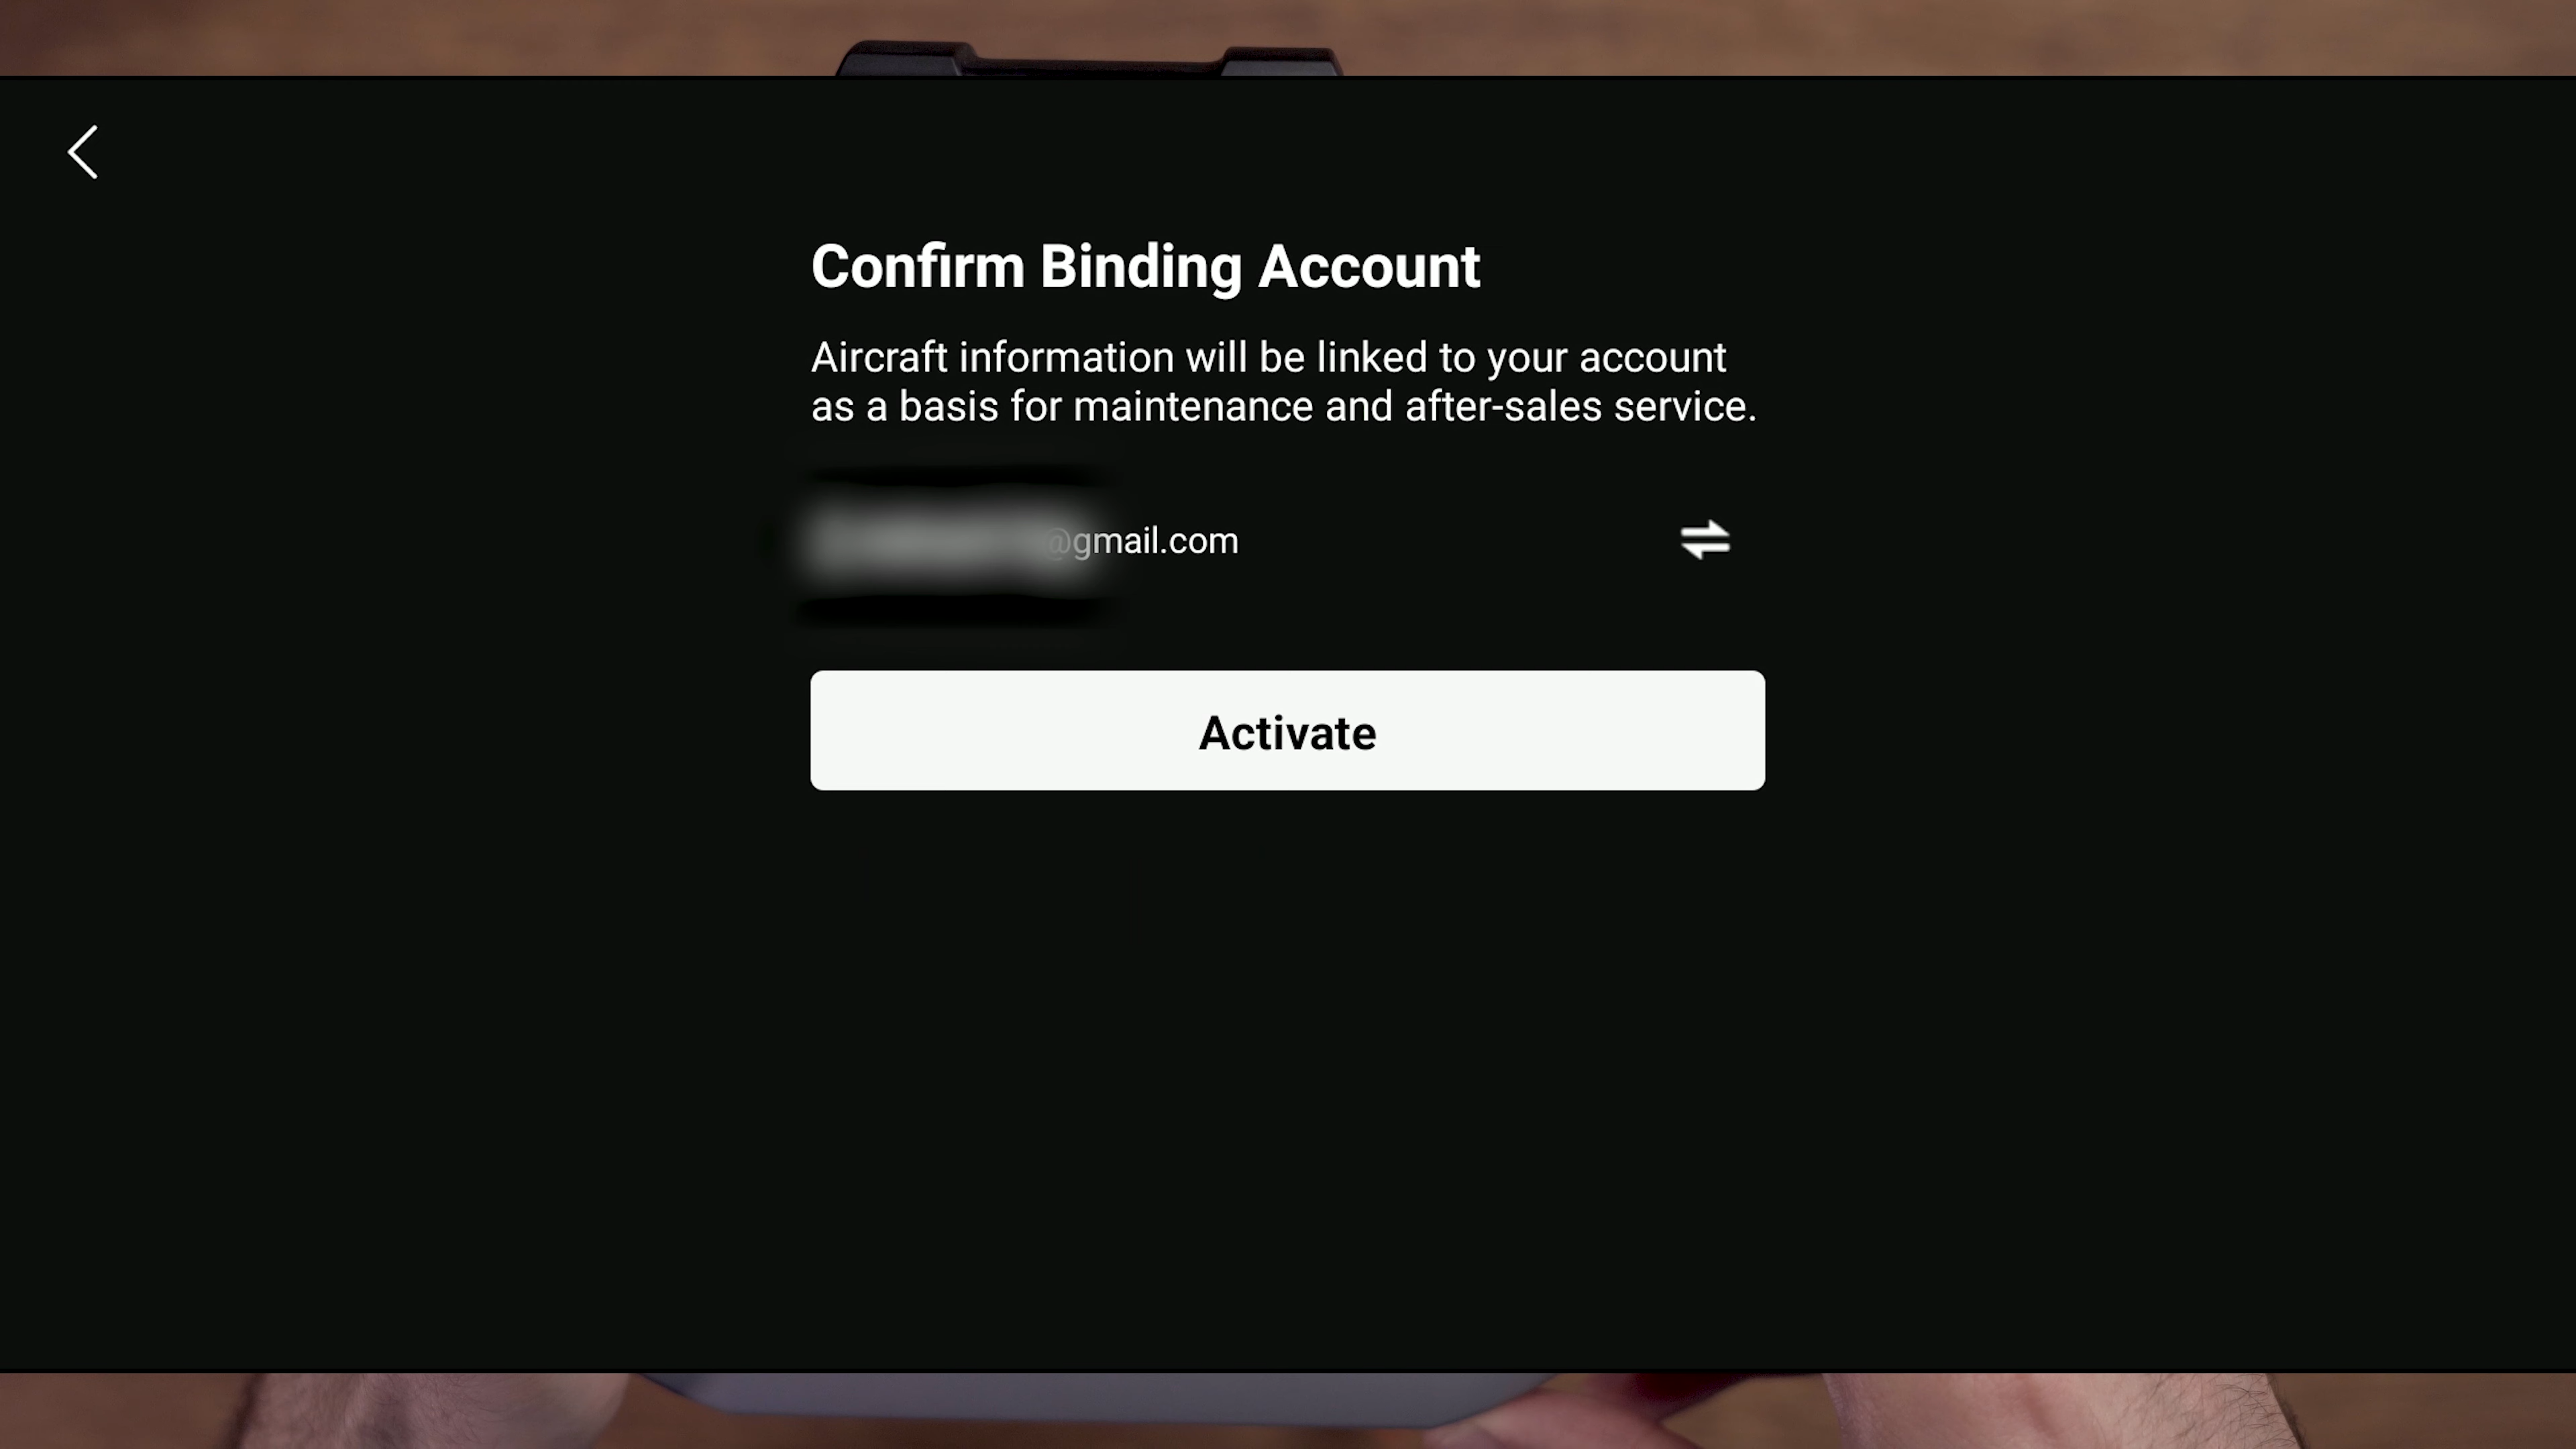 Confirm Binding Account
Aircraft information will be linked to your account
as a basis for maintenance and after-sales service.
@gmail.com
Activate